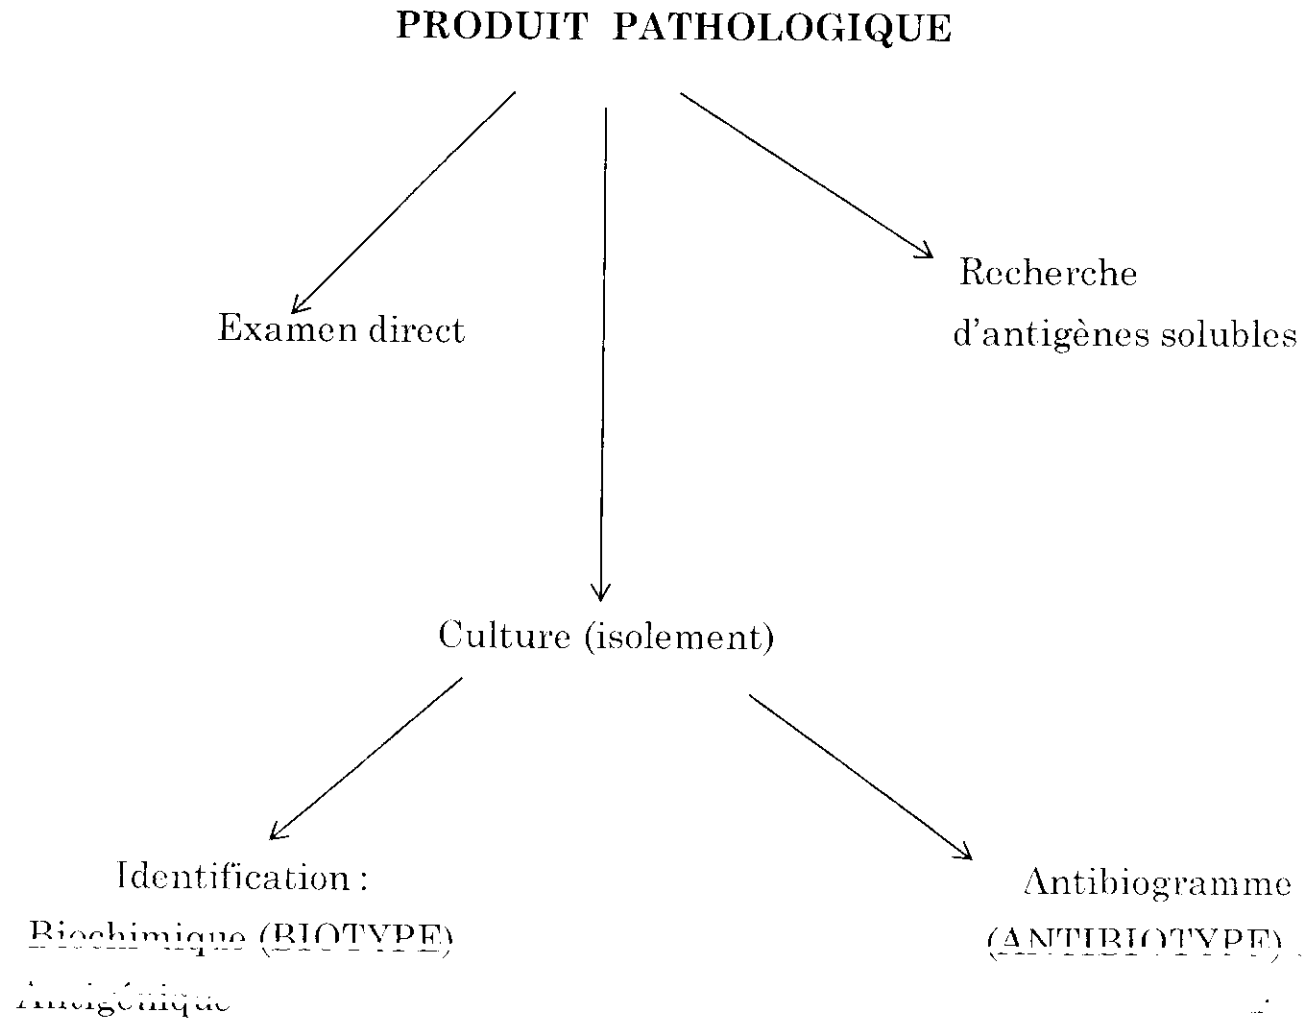 PRODUIT PATHOLOGIQUE
Recherche
d'antigènes solubles
Examen direct
Culture (isolement)
Identification :
Biochimique (BIOTYPE)
Antigénique
Antibiogramme
(ANTIBIOTYPE)